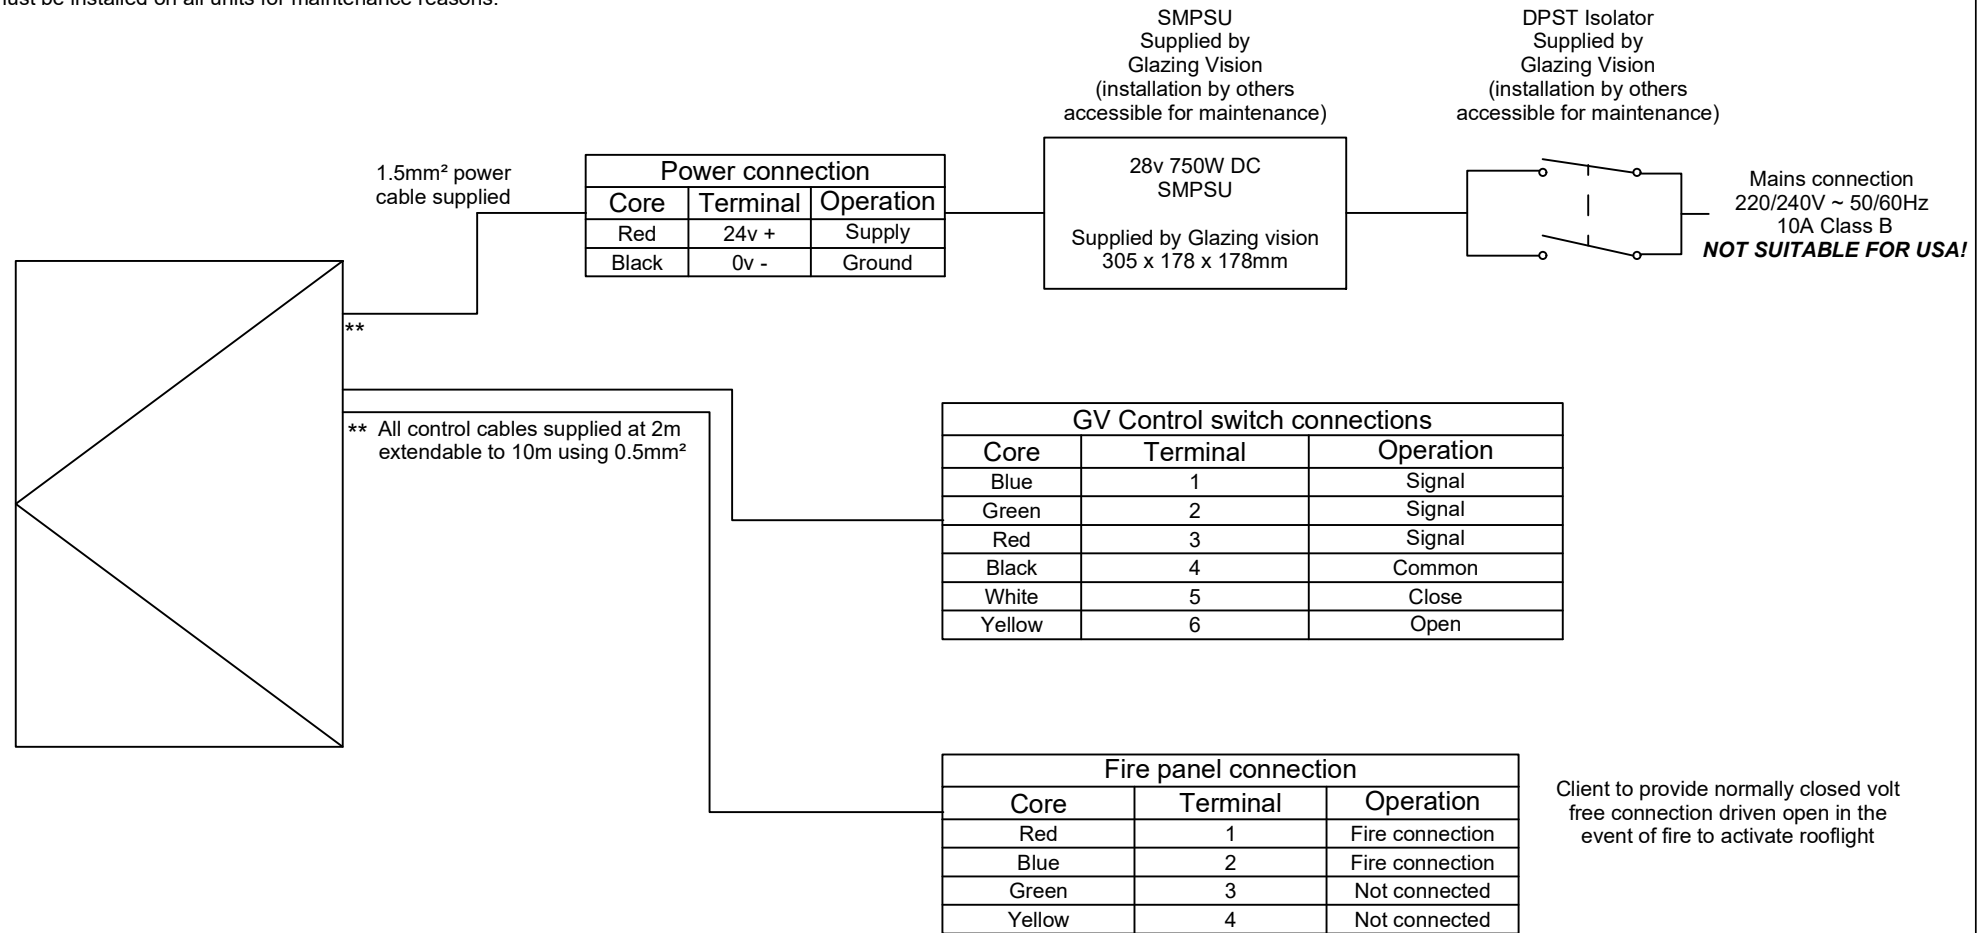 must be installed on all units for maintenance reasons.
SMPSU
Supplied by
Glazing Vision
(installation by others
accessible for maintenance)
DPST Isolator
Supplied by
Glazing Vision
(installation by others
accessible for maintenance)
1.5mm² power
cable supplied
Power connection
Core Terminal Operation
Red 24v + Supply
Black 0v - Ground
28v 750W DC
SMPSU
Supplied by Glazing vision
305 x 178 x 178mm
Mains connection
220/240V ~ 50/60Hz
10A Class B
NOT SUITABLE FOR USA!
**
** All control cables supplied at 2m
extendable to 10m using 0.5mm²
GV Control switch connections
Core Terminal Operation
Blue 1 Signal
Green 2 Signal
Red 3 Signal
Black 4 Common
White 5 Close
Yellow 6 Open
Fire panel connection
Core Terminal Operation
Red 1 Fire connection
Blue 2 Fire connection
Green 3 Not connected
Yellow 4 Not connected
Client to provide normally closed volt
free connection driven open in the
event of fire to activate rooflight